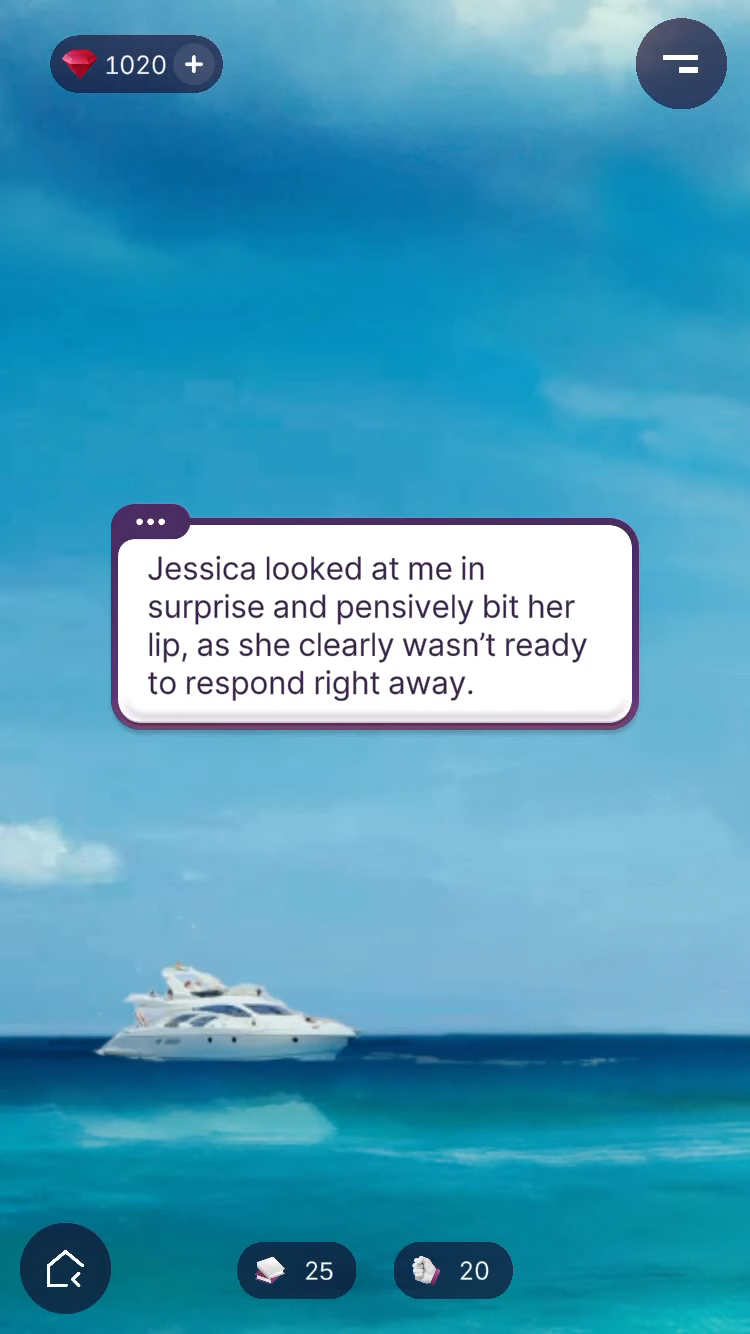 1020
Jessica looked at me in
surprise and pensively bit her
lip, as she clearly wasn’t ready
to respond right away.
25
20